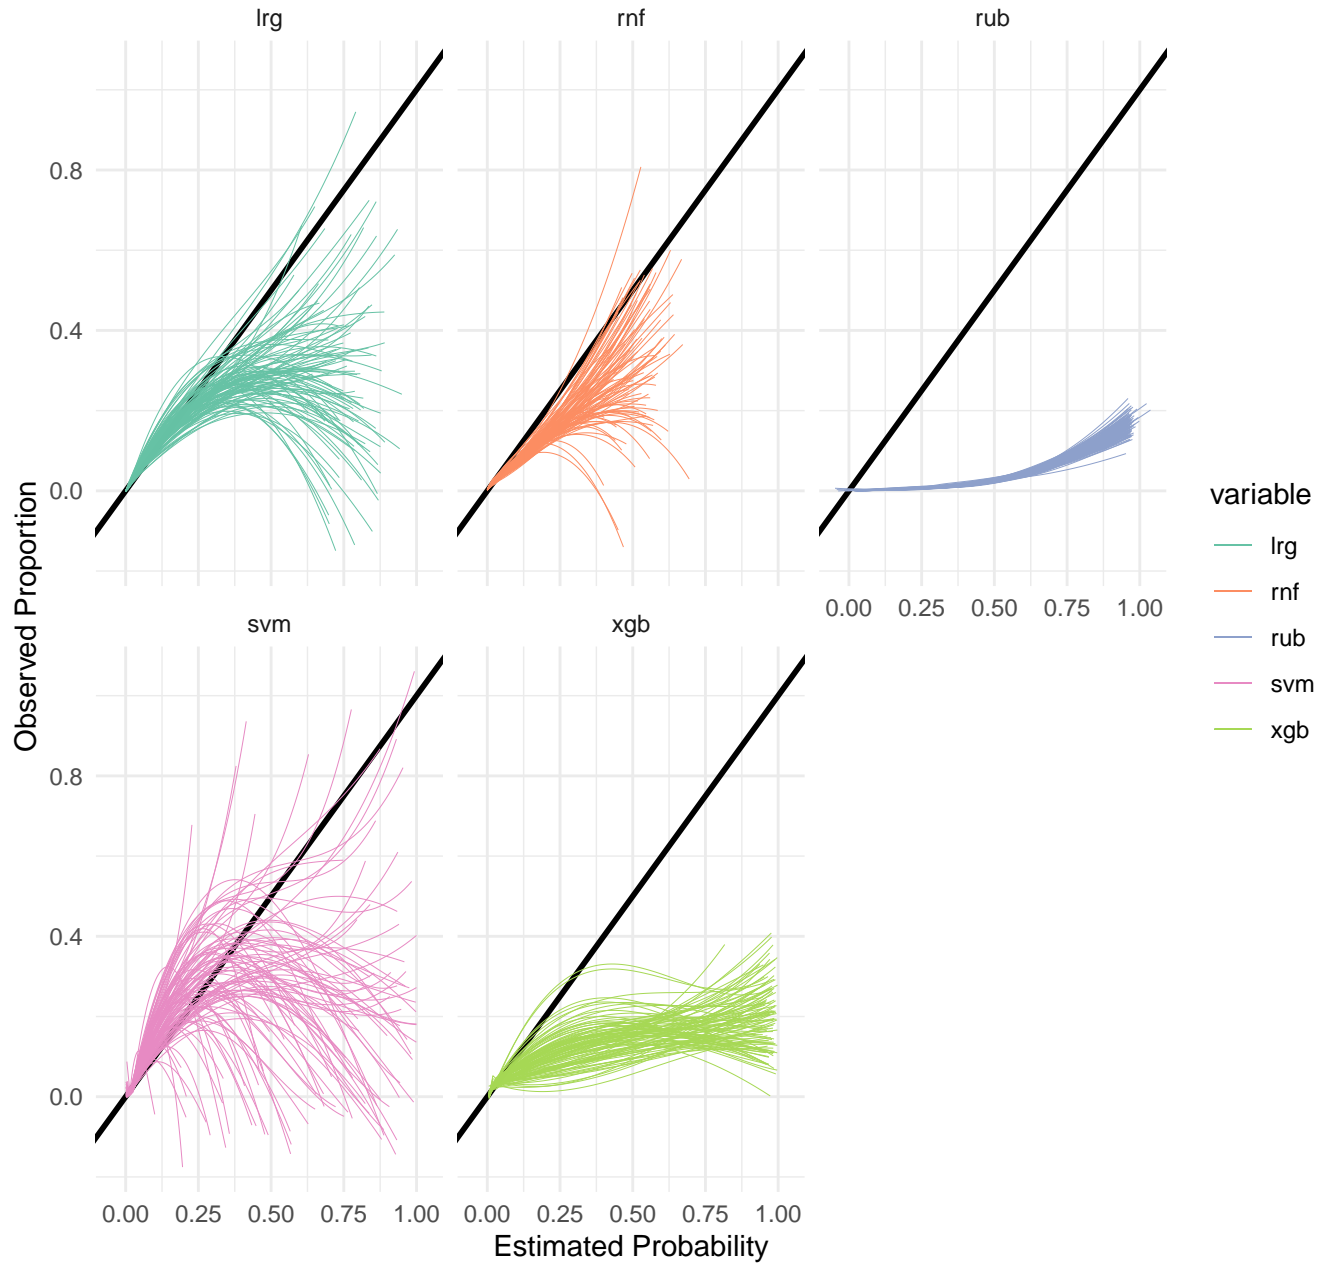 lrg rnf rub
0.8
0.4
0.0
0.00 0.25 0.50 0.75 1.00
svm xgb
0.8
0.4
0.0
0.00 0.25 0.50 0.75 1.00 0.00 0.25 0.50 0.75 1.00
Estimated Probability
Observed Proportion
variable
lrg
rnf
rub
svm
xgb